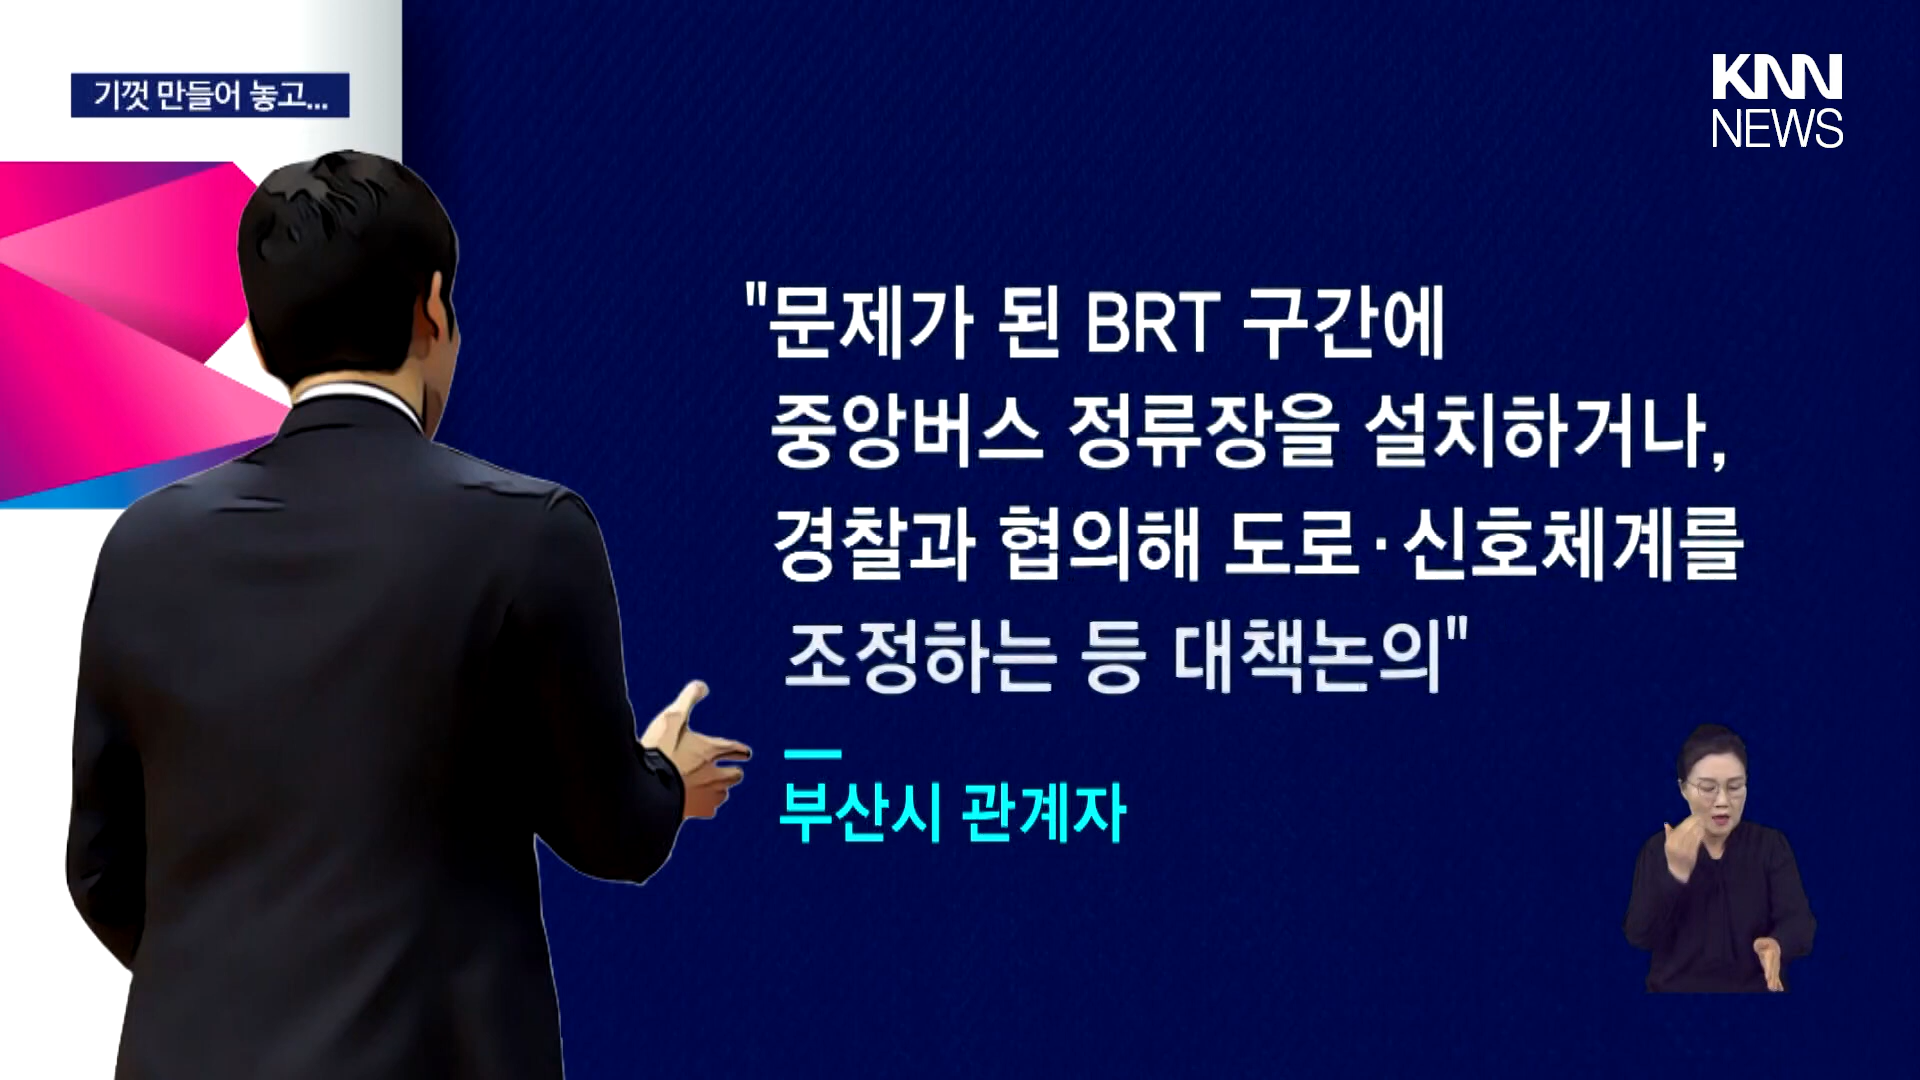 기껏 만들어 놓고...
KNN
NEWS
"문제가 된 BRT 구간에
중앙버스 정류장을 설치하거나,
경찰과 협의해 도로·신호체계를
조정하는 등 대책논의"
부산시 관계자